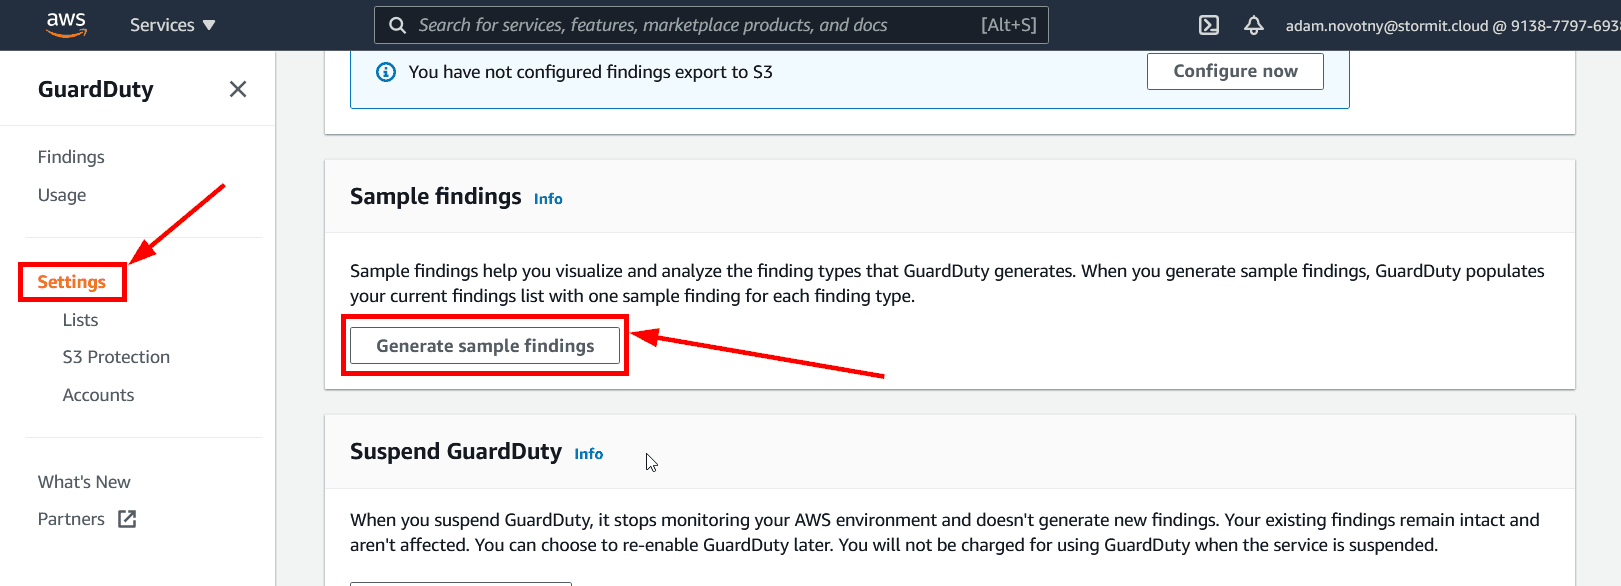 aws
Services ▼
Search for services, features, marketplace products, and docs
[Alt+S]
adam.novotny@stormit.cloud @ 9138-7797-693
GuardDuty
Findings
Usage
Settings
Lists
S3 Protection
Accounts
What's New
Partners
You have not configured findings export to S3
Configure now
Sample findings Info
Sample findings help you visualize and analyze the finding types that GuardDuty generates. When you generate sample findings, GuardDuty populates
your current findings list with one sample finding for each finding type.
Generate sample findings
Suspend GuardDuty Info
When you suspend GuardDuty, it stops monitoring your AWS environment and doesn't generate new findings. Your existing findings remain intact and
aren't affected. You can choose to re-enable GuardDuty later. You will not be charged for using GuardDuty when the service is suspended.